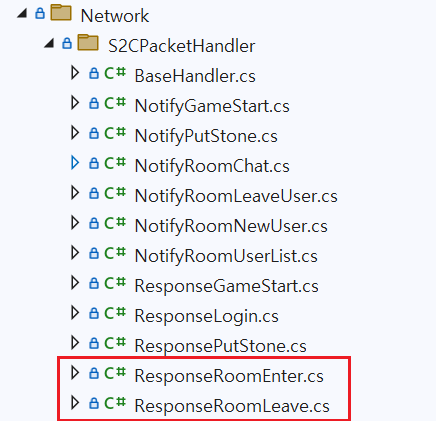 Network
S2CPacketHandler
C# BaseHandler.cs
C# NotifyGameStart.cs
C# NotifyPutStone.cs
C# NotifyRoomChat.cs
C# NotifyRoomLeaveUser.cs
C# NotifyRoomNewUser.cs
C# NotifyRoomUserList.cs
C# ResponseGameStart.cs
C# ResponseLogin.cs
C# ResponsePutStone.cs
C# ResponseRoomEnter.cs
C# ResponseRoomLeave.cs